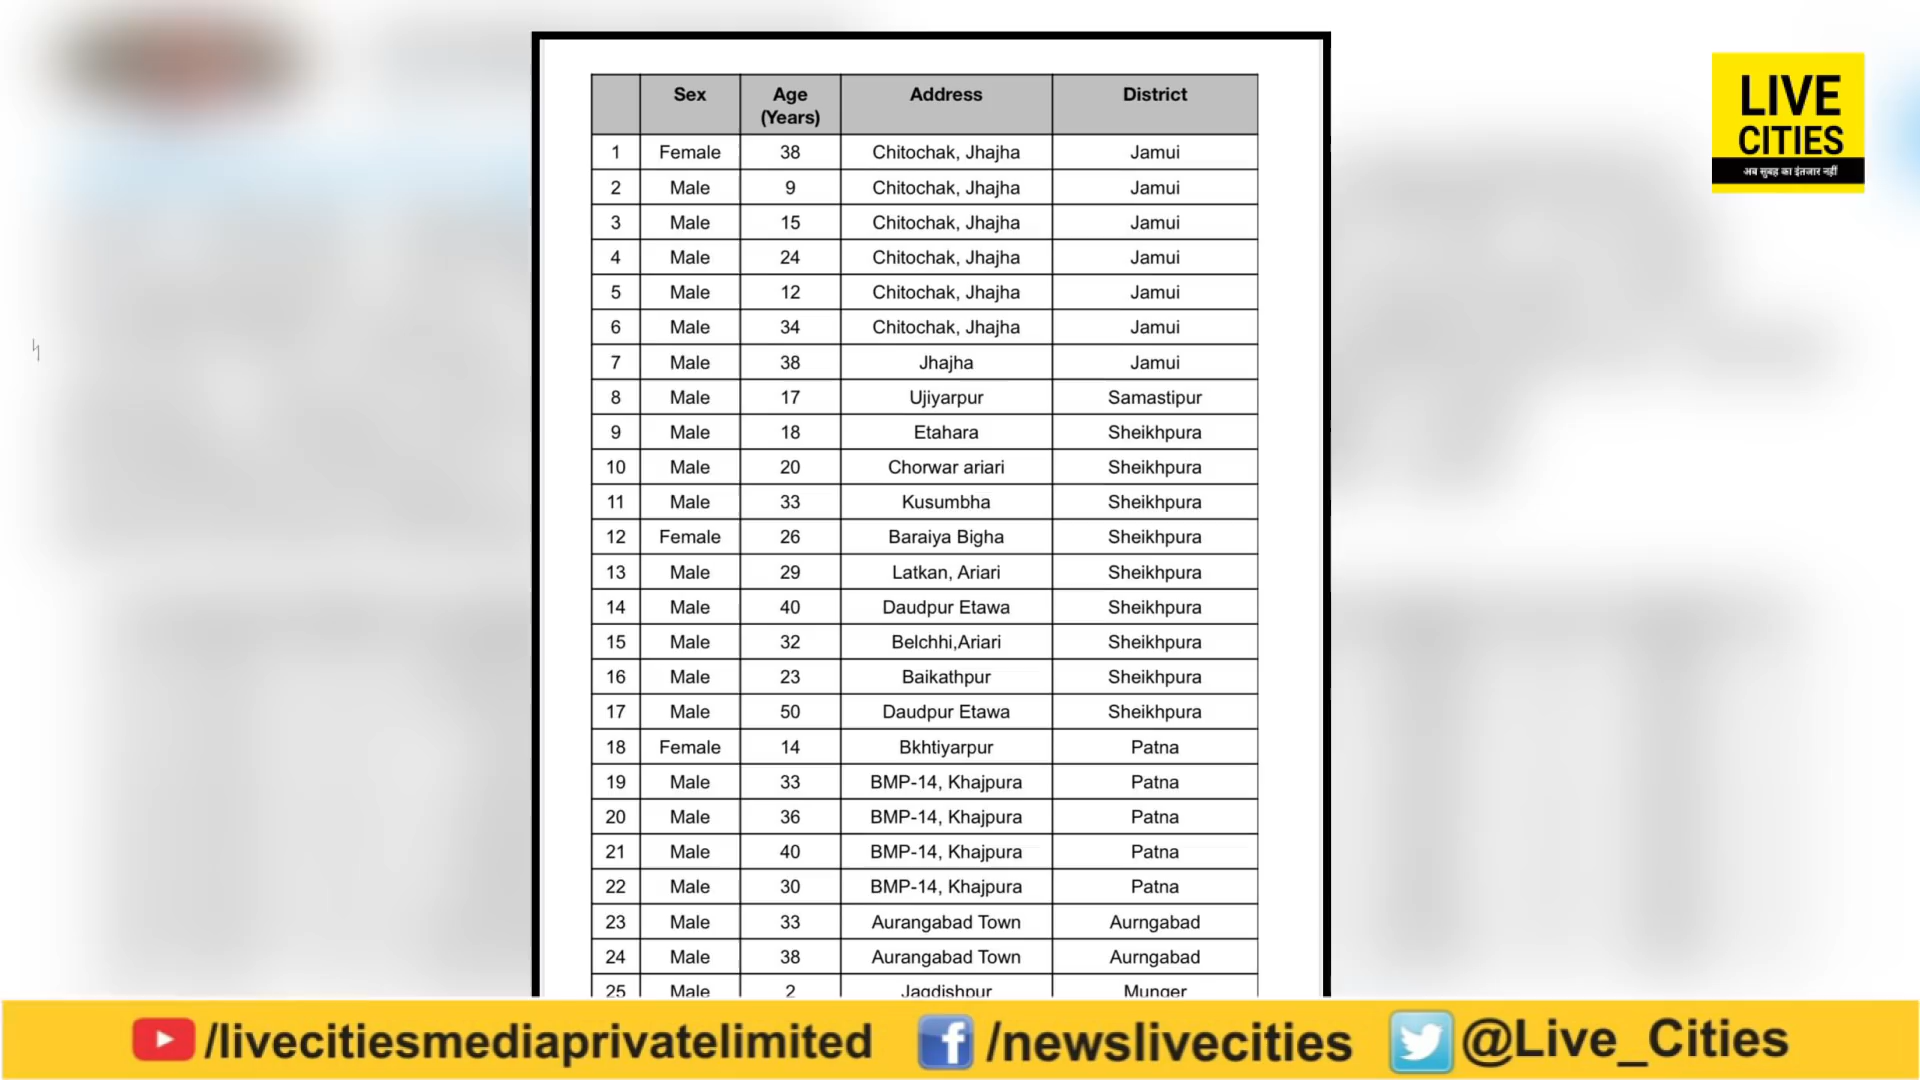 Sex Age (Years) Address District
1 Female 38 Chitochak, Jhajha Jamui
2 Male 9 Chitochak, Jhajha Jamui
3 Male 15 Chitochak, Jhajha Jamui
4 Male 24 Chitochak, Jhajha Jamui
5 Male 12 Chitochak, Jhajha Jamui
6 Male 34 Chitochak, Jhajha Jamui
7 Male 38 Jhajha Jamui
8 Male 17 Ujiyarpur Samastipur
9 Male 18 Etahara Sheikhpura
10 Male 20 Chorwar ariari Sheikhpura
11 Male 33 Kusumbha Sheikhpura
12 Female 26 Baraiya Bigha Sheikhpura
13 Male 29 Latkan, Ariari Sheikhpura
14 Male 40 Daudpur Etawa Sheikhpura
15 Male 32 Belchhi,Ariari Sheikhpura
16 Male 23 Baikathpur Sheikhpura
17 Male 50 Daudpur Etawa Sheikhpura
18 Female 14 Bkhtiyarpur Patna
19 Male 33 BMP-14, Khajpura Patna
20 Male 36 BMP-14, Khajpura Patna
21 Male 40 BMP-14, Khajpura Patna
22 Male 30 BMP-14, Khajpura Patna
23 Male 33 Aurangabad Town Aurngabad
24 Male 38 Aurangabad Town Aurngabad
25 Male 2 Jagdishpur Munger
LIVE
CITIES
अब सुबह का इंतजार नहीं
/livecitiesmediaprivatelimited /newslivecities @Live_Cities